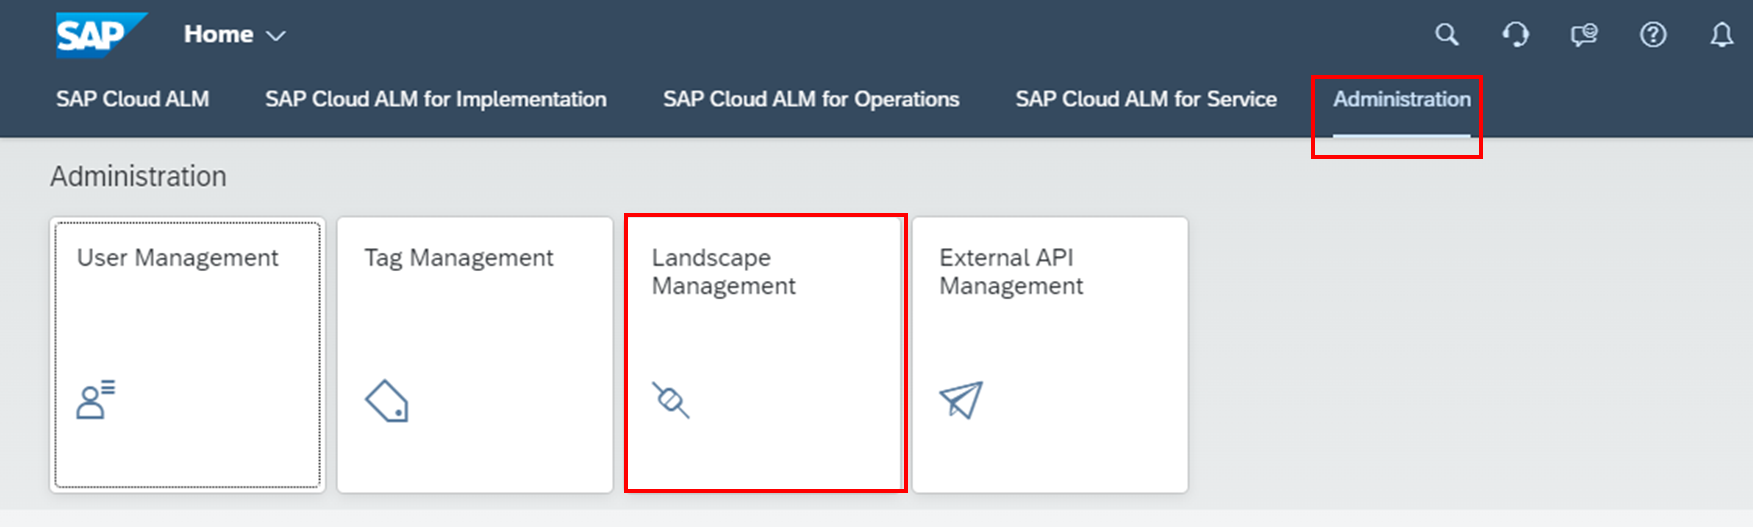 SAP Home
SAP Cloud ALM SAP Cloud ALM for Implementation SAP Cloud ALM for Operations SAP Cloud ALM for Service Administration
Administration
User Management
Tag Management
Landscape
Management
External API
Management